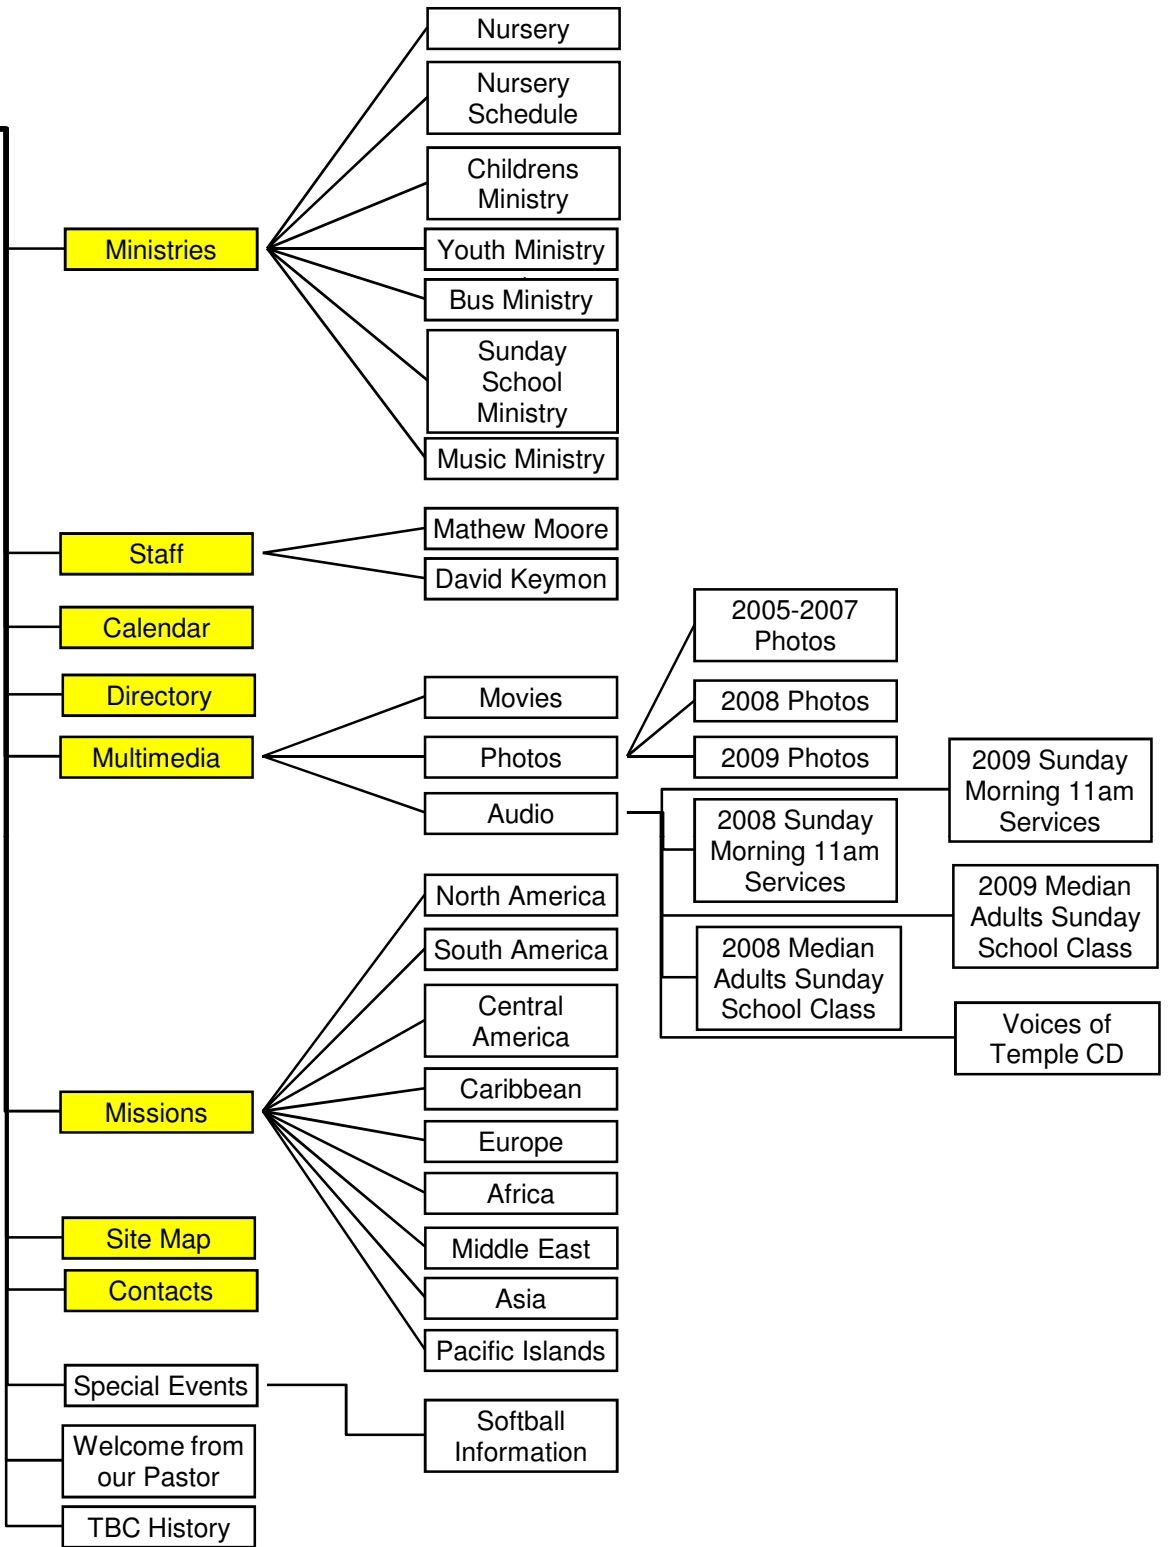 Nursery
Nursery
Schedule
Childrens
Ministry
Ministries
Youth Ministry
Bus Ministry
Sunday
School
Ministry
Music Ministry
Staff
Mathew Moore
David Keymon
Calendar
Directory
Multimedia
Movies
Photos
Audio
2005-2007
Photos
2008 Photos
2009 Photos
2009 Sunday
Morning 11am
Services
2008 Sunday
Morning 11am
Services
2009 Median
Adults Sunday
School Class
2008 Median
Adults Sunday
School Class
Voices of
Temple CD
Missions
North America
South America
Central
America
Caribbean
Europe
Africa
Middle East
Asia
Pacific Islands
Site Map
Contacts
Special Events
Softball
Information
Welcome from
our Pastor
TBC History